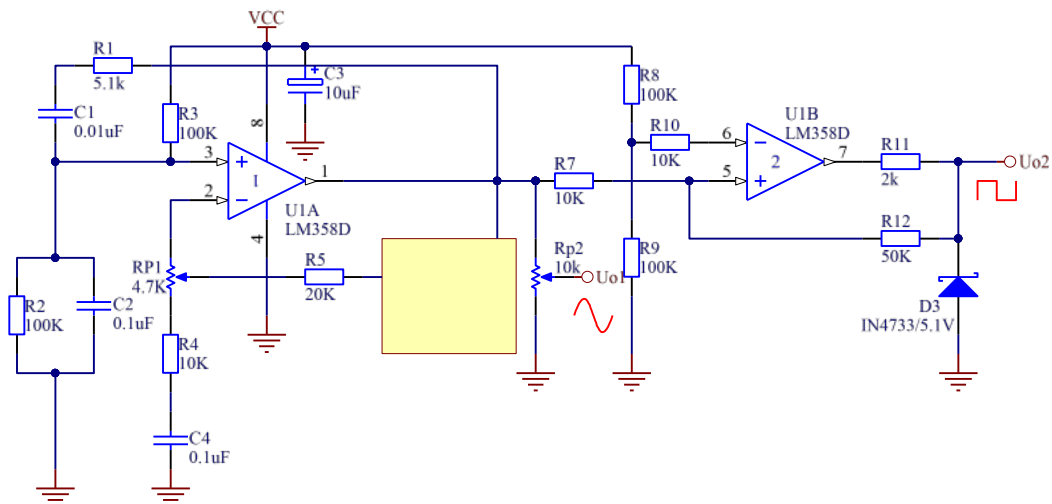 VCC
R1
5.1k
C1
0.01uF
R3
100K
C3
+
10uF
8
3
2
1
4
+
−
I
U1A
LM358D
RP1
4.7K
R5
20K
R2
100K
C2
0.1uF
R4
10K
C4
0.1uF
R7
10K
Rp2
10k
Uo1
R8
100K
R10
10K
R9
100K
U1B
LM358D
6
5
7
−
+
2
R11
2k
Uo2
R12
50K
D3
IN4733/5.1V